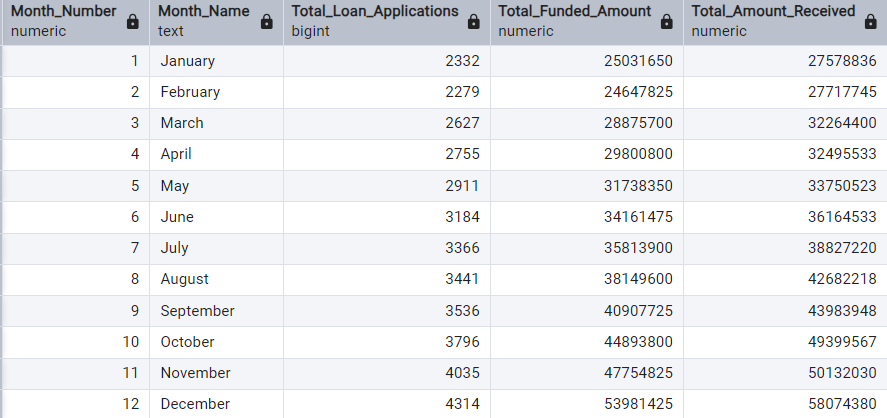 Month_Number Month_Name Total_Loan_Applications Total_Funded_Amount Total_Amount_Received
numeric text bigint numeric numeric
1 January 2332 25031650 27578836
2 February 2279 24647825 27717745
3 March 2627 28875700 32264400
4 April 2755 29800800 32495533
5 May 2911 31738350 33750523
6 June 3184 34161475 36164533
7 July 3366 35813900 38827220
8 August 3441 38149600 42682218
9 September 3536 40907725 43983948
10 October 3796 44893800 49399567
11 November 4035 47754825 50132030
12 December 4314 53981425 58074380